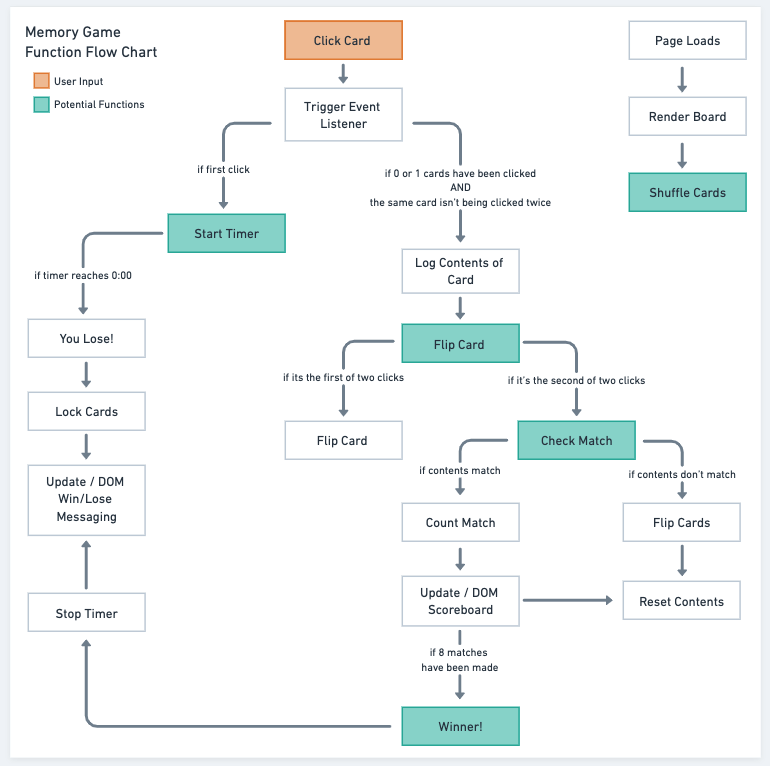 Memory Game
Function Flow Chart
User Input
Potential Functions
Click Card
Trigger Event
Listener
if first click
if 0 or 1 cards have been clicked
AND
the same card isn't being clicked twice
Start Timer
if timer reaches 0:00
You Lose!
Lock Cards
Update / DOM
Win/Lose
Messaging
Stop Timer
Log Contents of
Card
Flip Card
if its the first of two clicks
if it's the second of two clicks
Flip Card
Check Match
if contents match
if contents don't match
Count Match
Flip Cards
Update / DOM
Scoreboard
Reset Contents
if 8 matches
have been made
Winner!
Page Loads
Render Board
Shuffle Cards